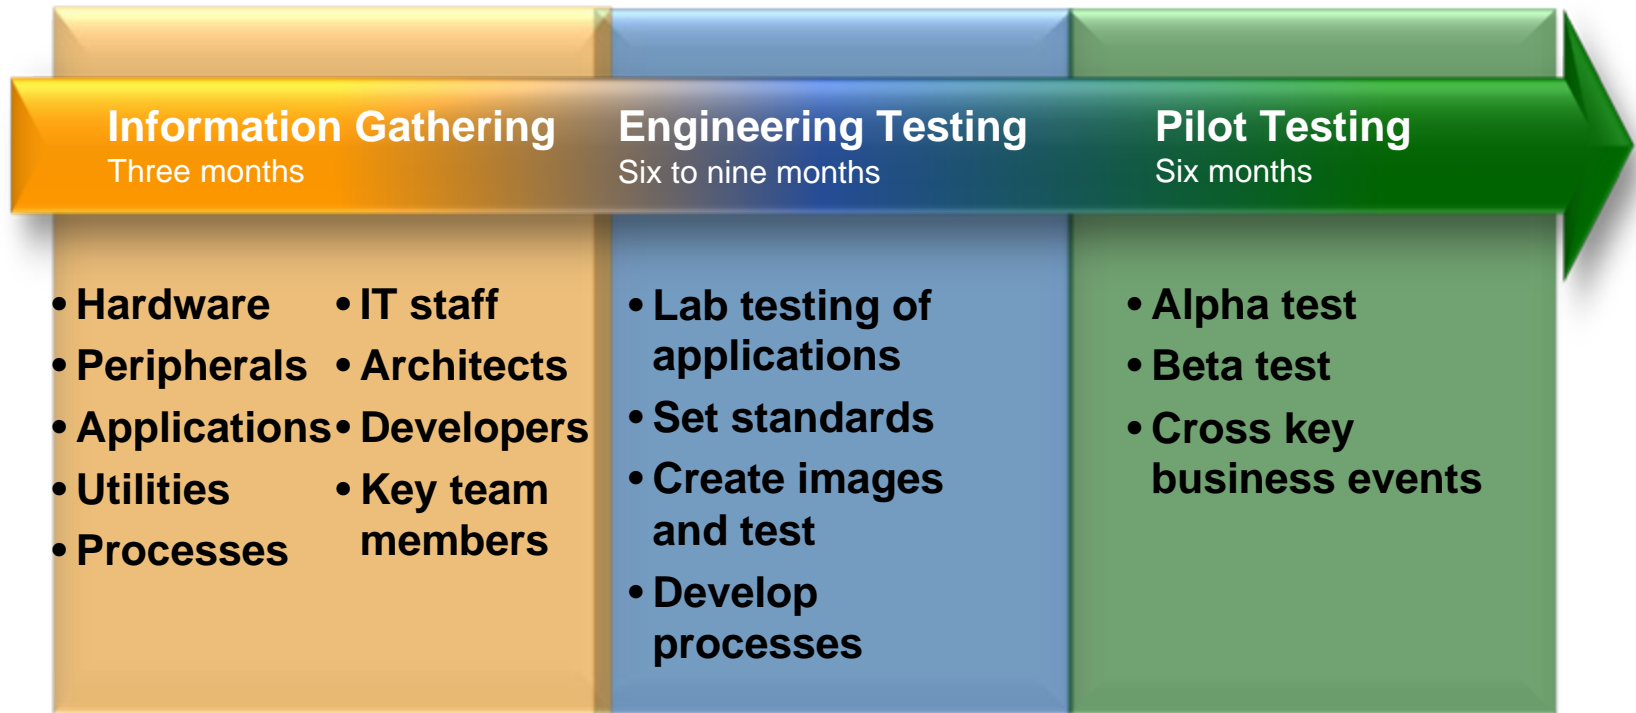 Information Gathering
Three months
Engineering Testing
Six to nine months
Pilot Testing
Six months
• Hardware
• Peripherals
• Applications
• Utilities
• Processes
• IT staff
• Architects
• Developers
• Key team
members
• Lab testing of
applications
• Set standards
• Create images
and test
• Develop
processes
• Alpha test
• Beta test
• Cross key
business events